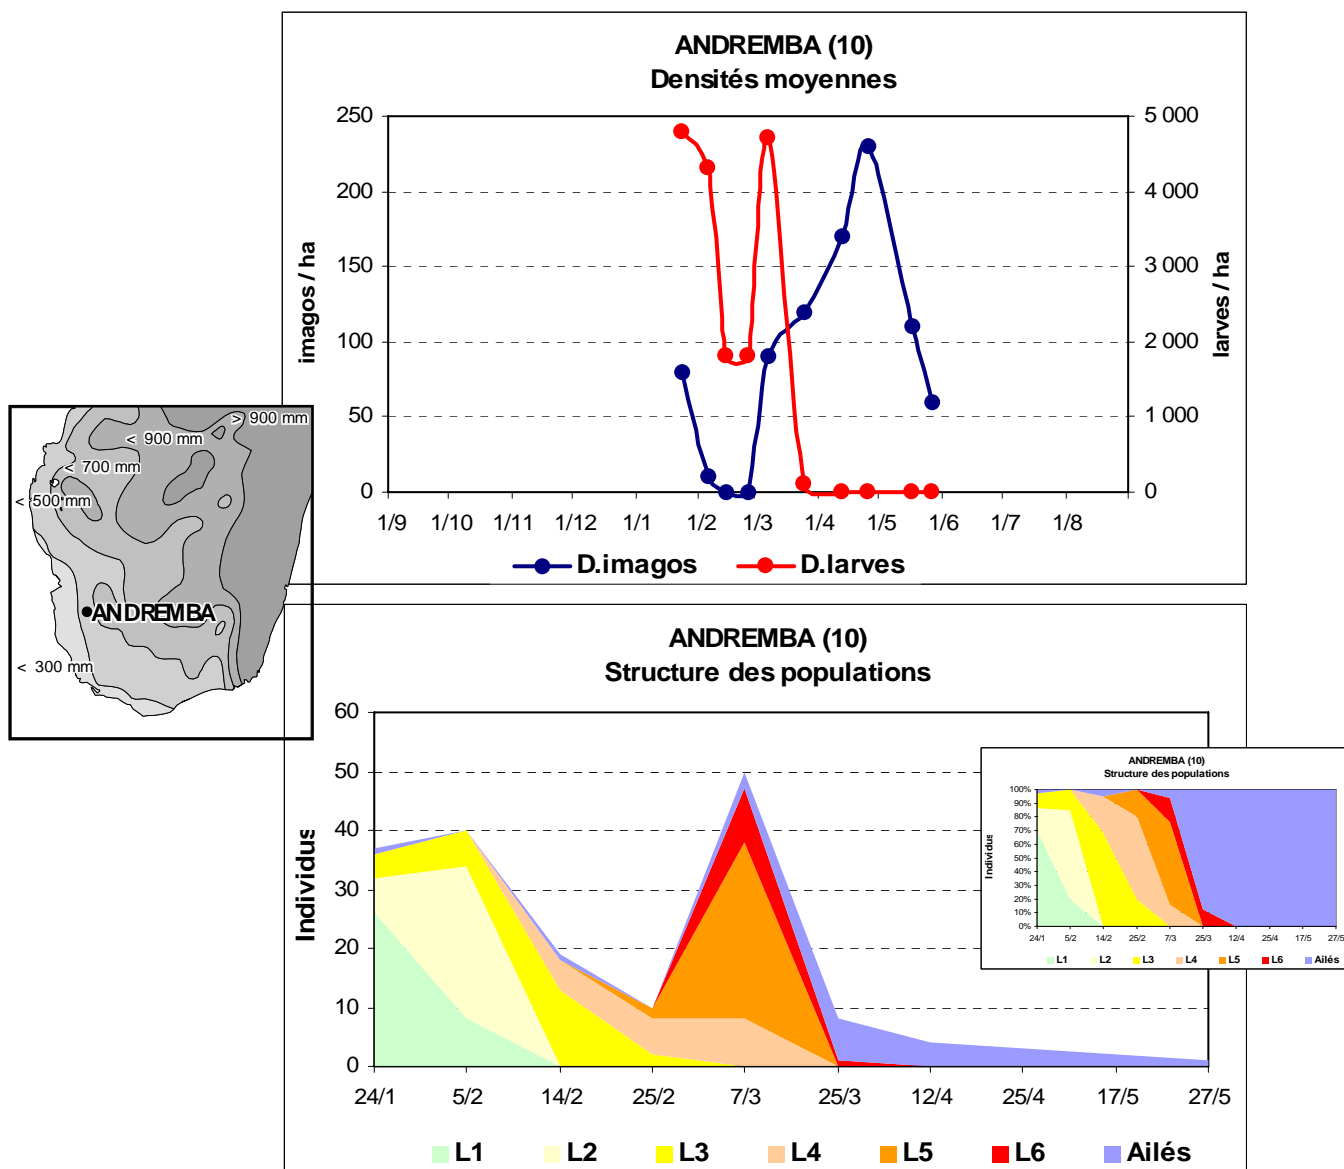 ANDREMBA (10)
Densités moyennes
250
200
150
100
50
0
imagos / ha
5 000
4 000
3 000
2 000
1 000
0
larves / ha
1/9 1/10 1/11 1/12 1/1 1/2 1/3 1/4 1/5 1/6 1/7 1/8
D.imagos D.larves
> 900 mm
< 900 mm
< 700 mm
< 500 mm
ANDREMBA
< 300 mm
ANDREMBA (10)
Structure des populations
60
50
40
30
20
10
0
Individus
24/1 5/2 14/2 25/2 7/3 25/3 12/4 25/4 17/5 27/5
L1 L2 L3 L4 L5 L6 Ailés
ANDREMBA (10)
Structure des populations
100%
90%
80%
70%
60%
50%
40%
30%
20%
10%
0%
Individus
24/1 5/2 14/2 25/2 7/3 25/3 12/4 25/4 17/5 27/5
L1 L2 L3 L4 L5 L6 Ailés